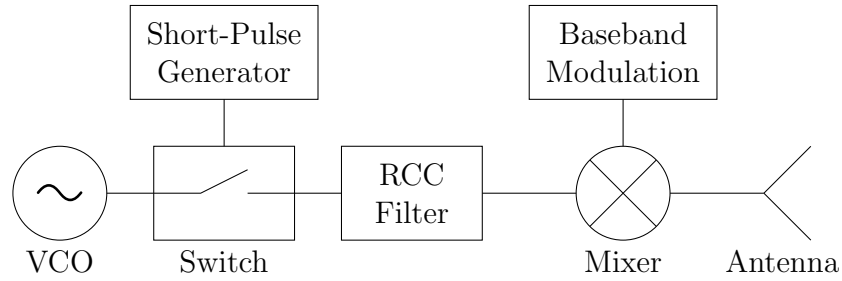 Short-Pulse
Generator
Baseband
Modulation
RCC
Filter
VCO
Switch
Mixer
Antenna